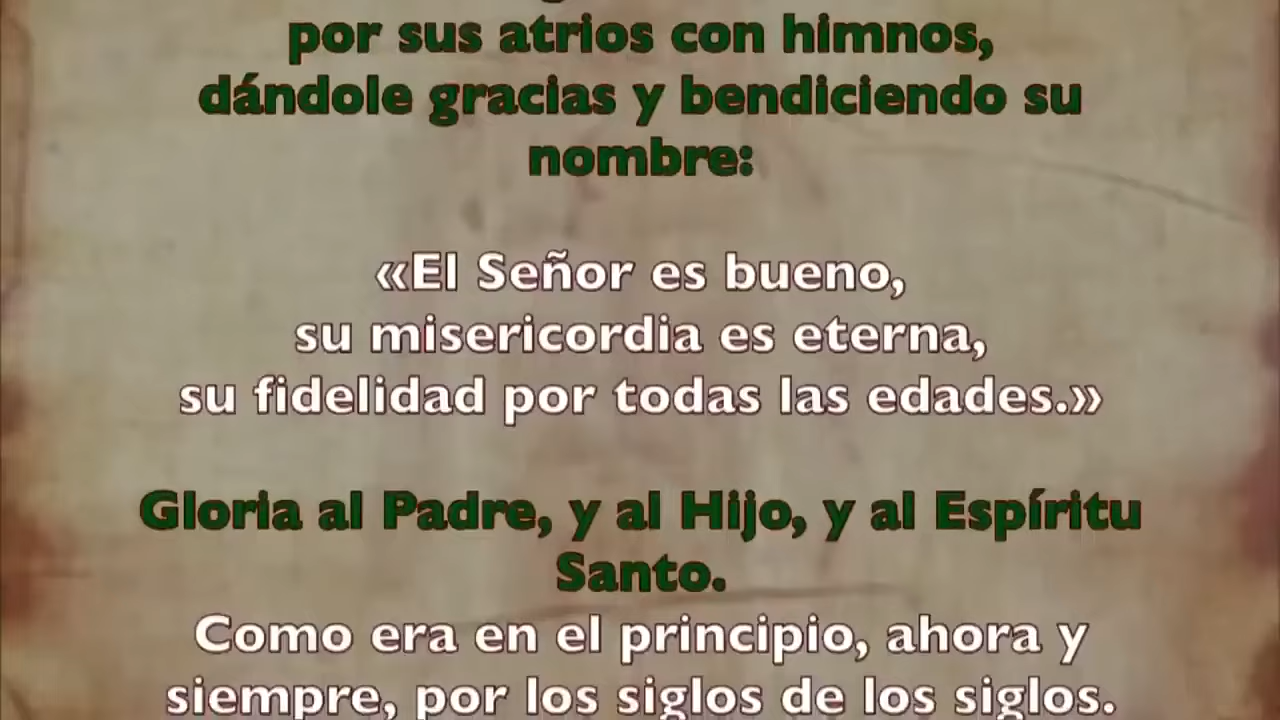 por sus atrios con himnos,
dándole gracias y bendiciendo su
nombre:
«El Señor es bueno,
su misericordia es eterna,
su fidelidad por todas las edades.»
Gloria al Padre, y al Hijo, y al Espíritu
Santo.
Como era en el principio, ahora y
siempre, por los siglos de los siglos.